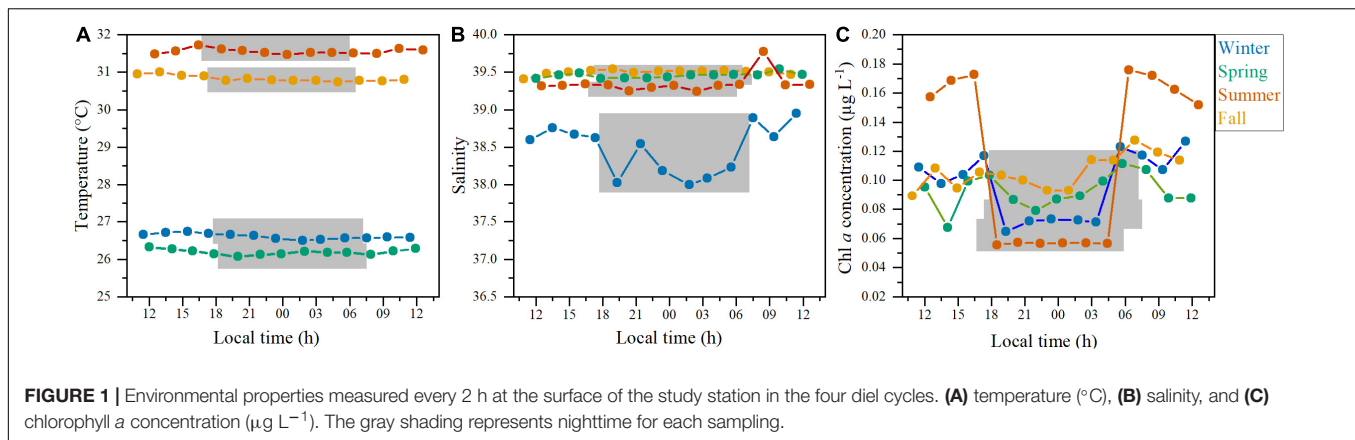 A
B
C
32
31
30
29
28
27
26
25
Temperature (°C)
12 15 18 21 00 03 06 09 12
Local time (h)
40.0
39.5
39.0
38.5
38.0
37.5
37.0
36.5
Salinity
12 15 18 21 00 03 06 09 12
Local time (h)
0.20
0.18
0.16
0.14
0.12
0.10
0.08
0.06
0.04
0.02
Chl a concentration (µg L⁻¹)
12 15 18 21 00 03 06 09 12
Local time (h)
Winter
Spring
Summer
Fall
FIGURE 1 | Environmental properties measured every 2 h at the surface of the study station in the four diel cycles. (A) temperature (°C), (B) salinity, and (C)
chlorophyll a concentration (µg L⁻¹). The gray shading represents nighttime for each sampling.